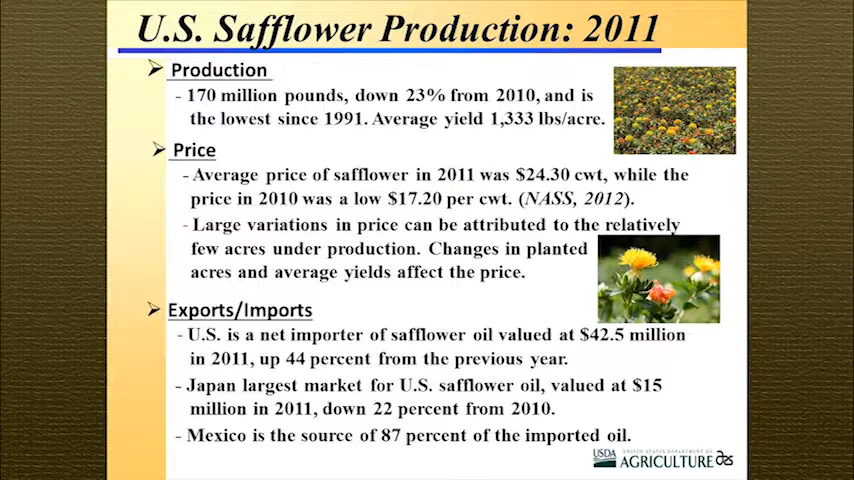 U.S. Safflower Production: 2011
Production
- 170 million pounds, down 23% from 2010, and is
the lowest since 1991. Average yield 1,333 lbs/acre.
Price
- Average price of safflower in 2011 was $24.30 cwt, while the
price in 2010 was a low $17.20 per cwt. (NASS, 2012).
- Large variations in price can be attributed to the relatively
few acres under production. Changes in planted
acres and average yields affect the price.
Exports/Imports
- U.S. is a net importer of safflower oil valued at $42.5 million
in 2011, up 44 percent from the previous year.
- Japan largest market for U.S. safflower oil, valued at $15
million in 2011, down 22 percent from 2010.
- Mexico is the source of 87 percent of the imported oil.
USDA UNITED STATES DEPARTMENT OF
AGRICULTURE